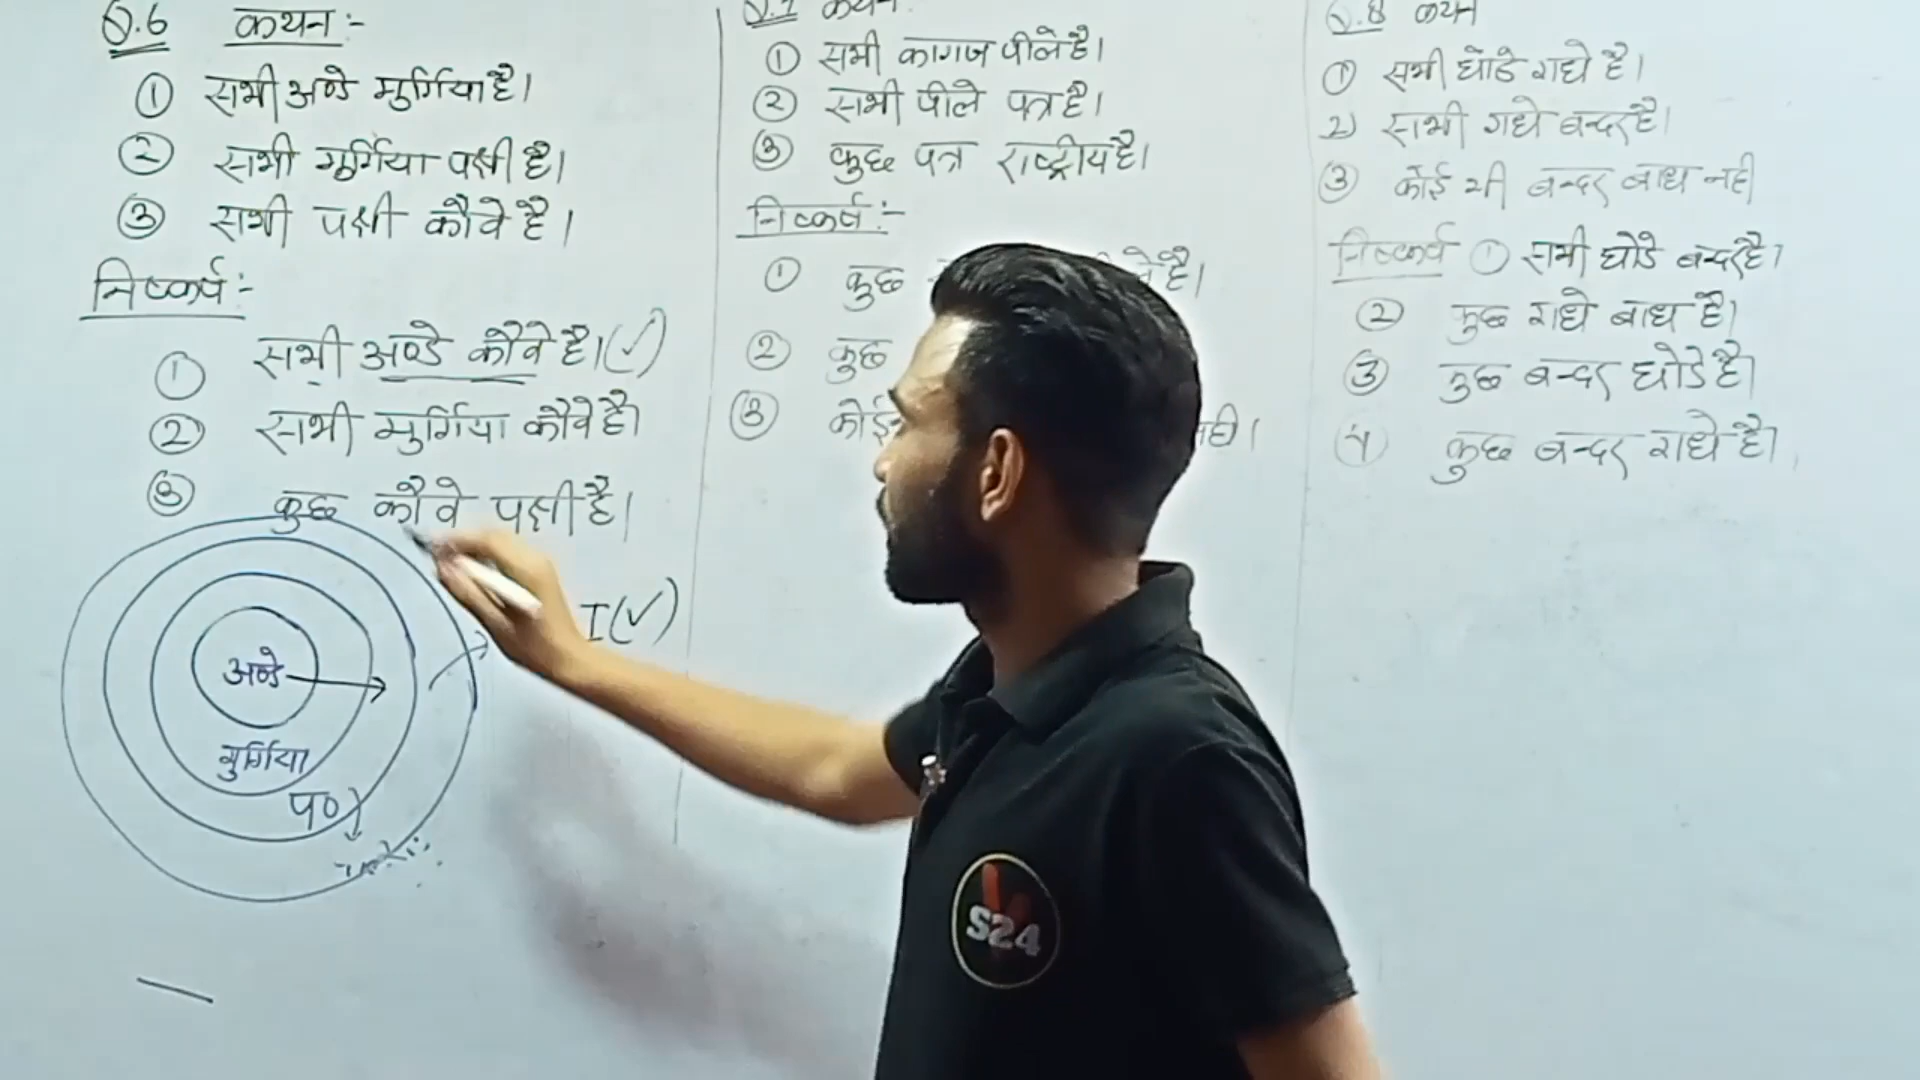 Q.6 कथन :-
① सभी अण्डे मुर्गिया है।
② सभी मुर्गिया पक्षी है।
③ सभी पक्षी कौवे है।
निष्कर्ष :-
① सभी अण्डे कौवे है। (✓)
② सभी मुर्गिया कौवे है।
③ कुछ कौवे पक्षी है।
I (✓)
अण्डे
मुर्गिया
प०
Q.7 कथन
① सभी कागज पीले है।
② सभी पीले पत्र है।
③ कुछ पत्र राष्ट्रीय है।
निष्कर्ष :-
① कुछ है।
② कुछ
③ कोई नही।
Q.8 कथन
① सभी घोडे गधे है।
2) सभी गधे बन्दर है।
③ कोई भी बन्दर बाघ नही
निष्कर्ष ① सभी घोडे बन्दर है।
② कुछ गधे बाघ है।
③ कुछ बन्दर घोडे है।
④ कुछ बन्दर गधे है।
S24